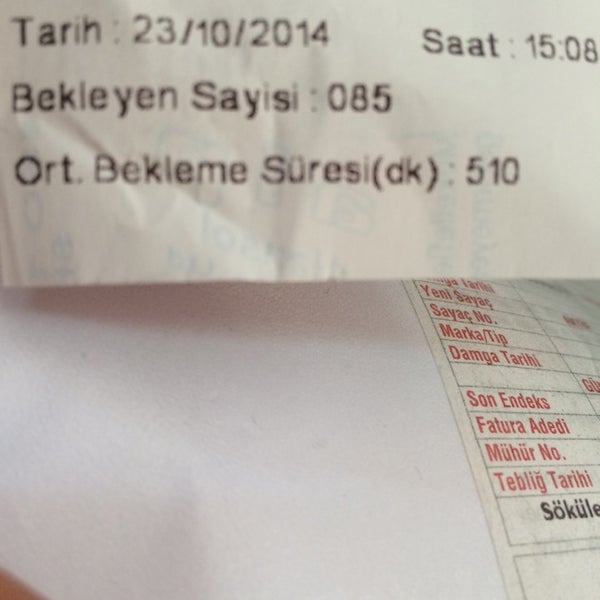 Tarih : 23/10/2014 Saat : 15:08
Bekleyen Sayisi : 085
Ort. Bekleme Süresi(dk) : 510
Tarihi
Yeni Sayaç
Sayaç No.
Marka/Tip
Damga Tarihi
Son Endeks
Fatura Adedi
Mühür No.
Tebliğ Tarihi